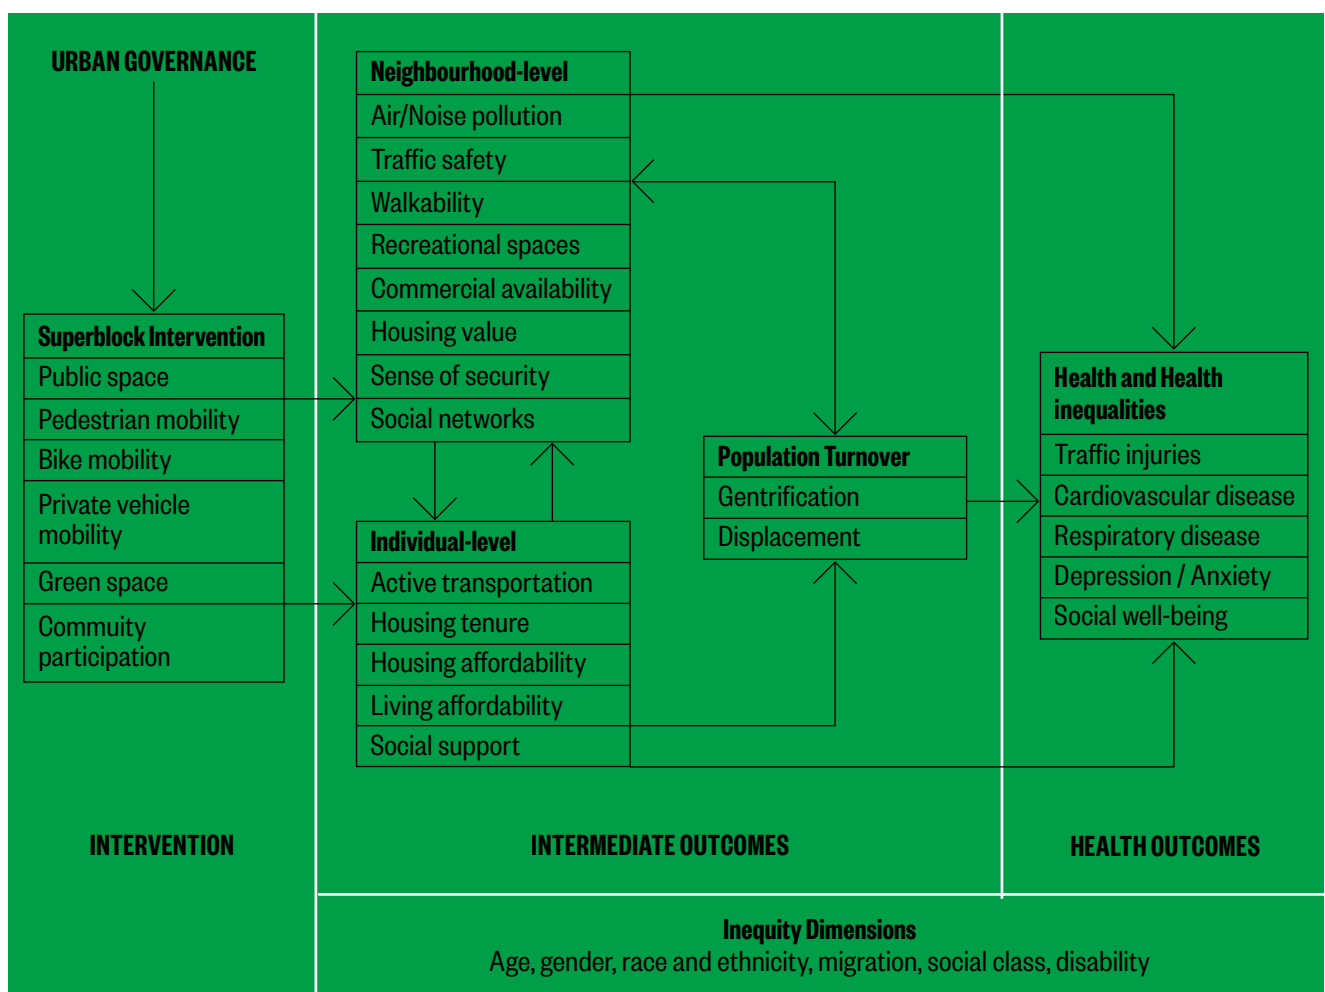 URBAN GOVERNANCE
Superblock Intervention
Public space
Pedestrian mobility
Bike mobility
Private vehicle
mobility
Green space
Commuity
participation
INTERVENTION
Neighbourhood-level
Air/Noise pollution
Traffic safety
Walkability
Recreational spaces
Commercial availability
Housing value
Sense of security
Social networks
Individual-level
Active transportation
Housing tenure
Housing affordability
Living affordability
Social support
Population Turnover
Gentrification
Displacement
INTERMEDIATE OUTCOMES
Health and Health
inequalities
Traffic injuries
Cardiovascular disease
Respiratory disease
Depression / Anxiety
Social well-being
HEALTH OUTCOMES
Inequity Dimensions
Age, gender, race and ethnicity, migration, social class, disability